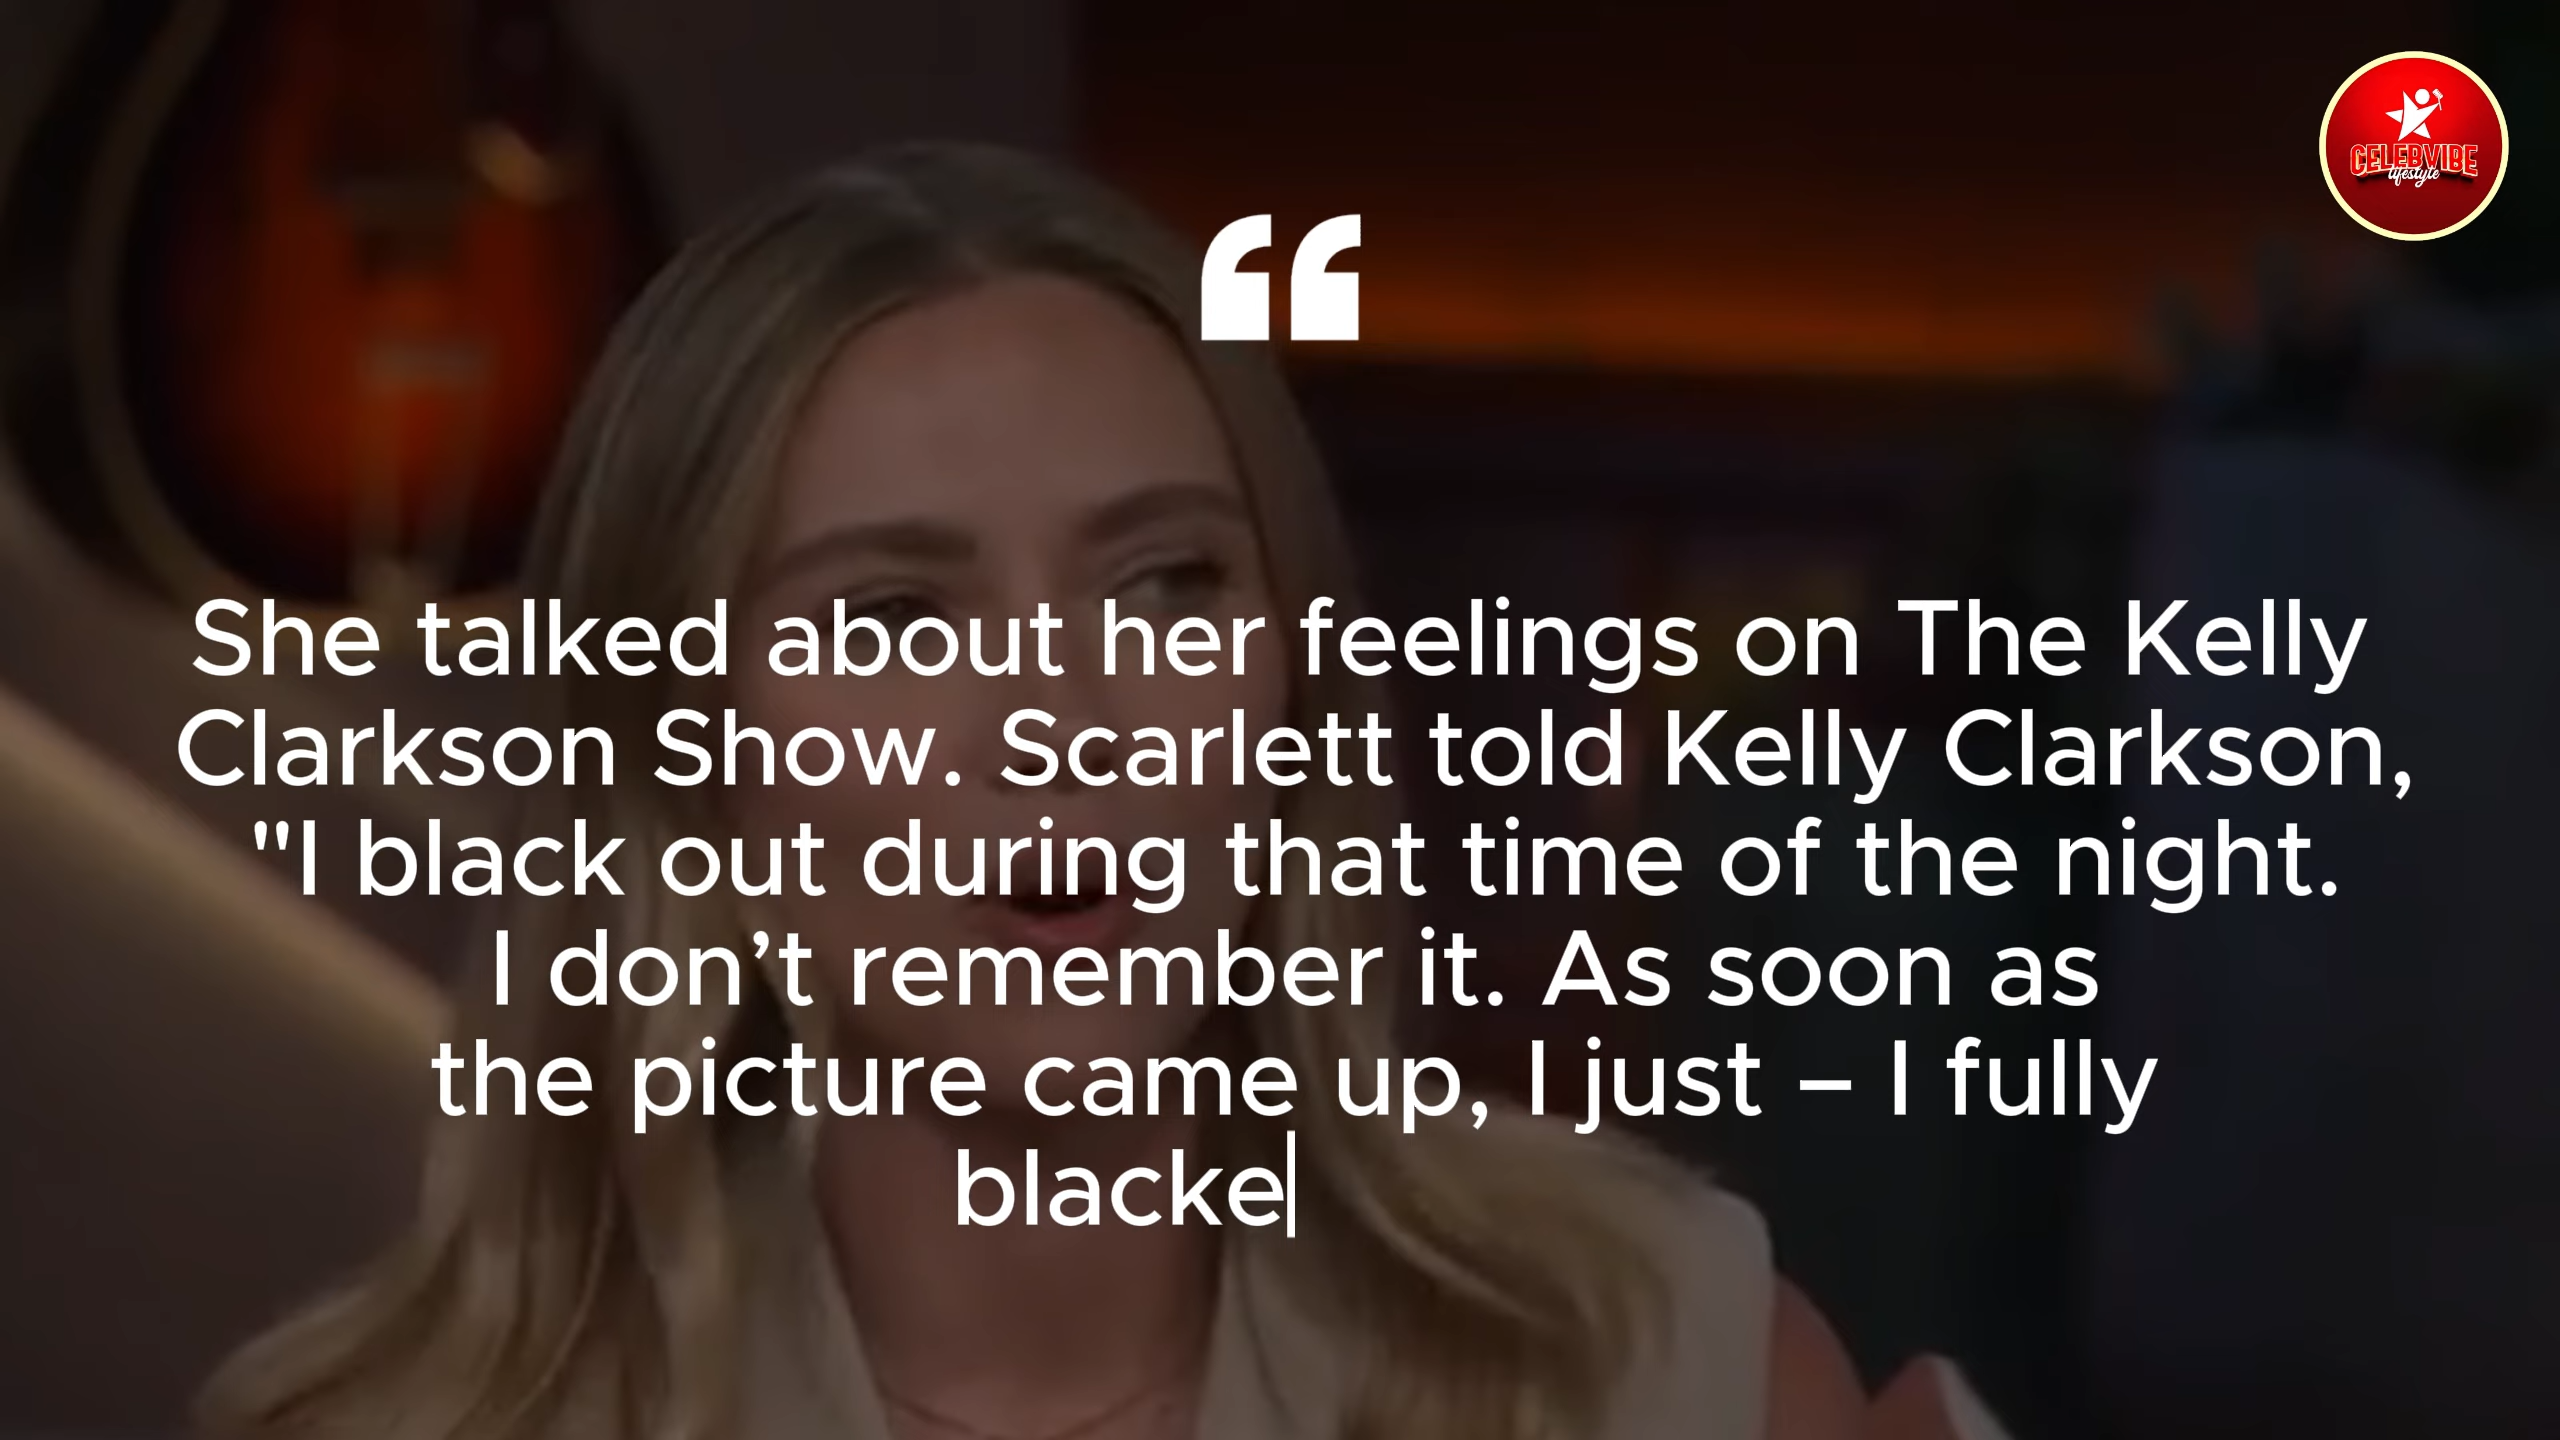 CELEBVIBE
lifestyle
She talked about her feelings on The Kelly
Clarkson Show. Scarlett told Kelly Clarkson,
"I black out during that time of the night.
I don’t remember it. As soon as
the picture came up, I just – I fully
blacke